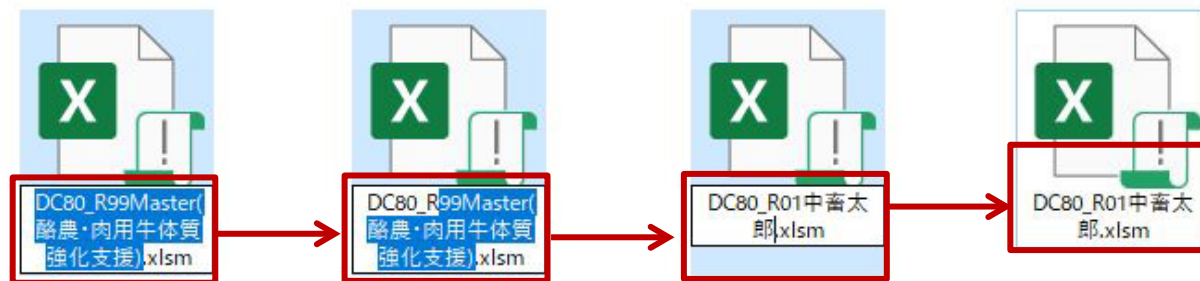 DC80_R99Master(
酪農・肉用牛体質
強化支援).xlsm
DC80_R99Master(
酪農・肉用牛体質
強化支援).xlsm
DC80_R01中畜太
郎.xlsm
DC80_R01中畜太
郎.xlsm